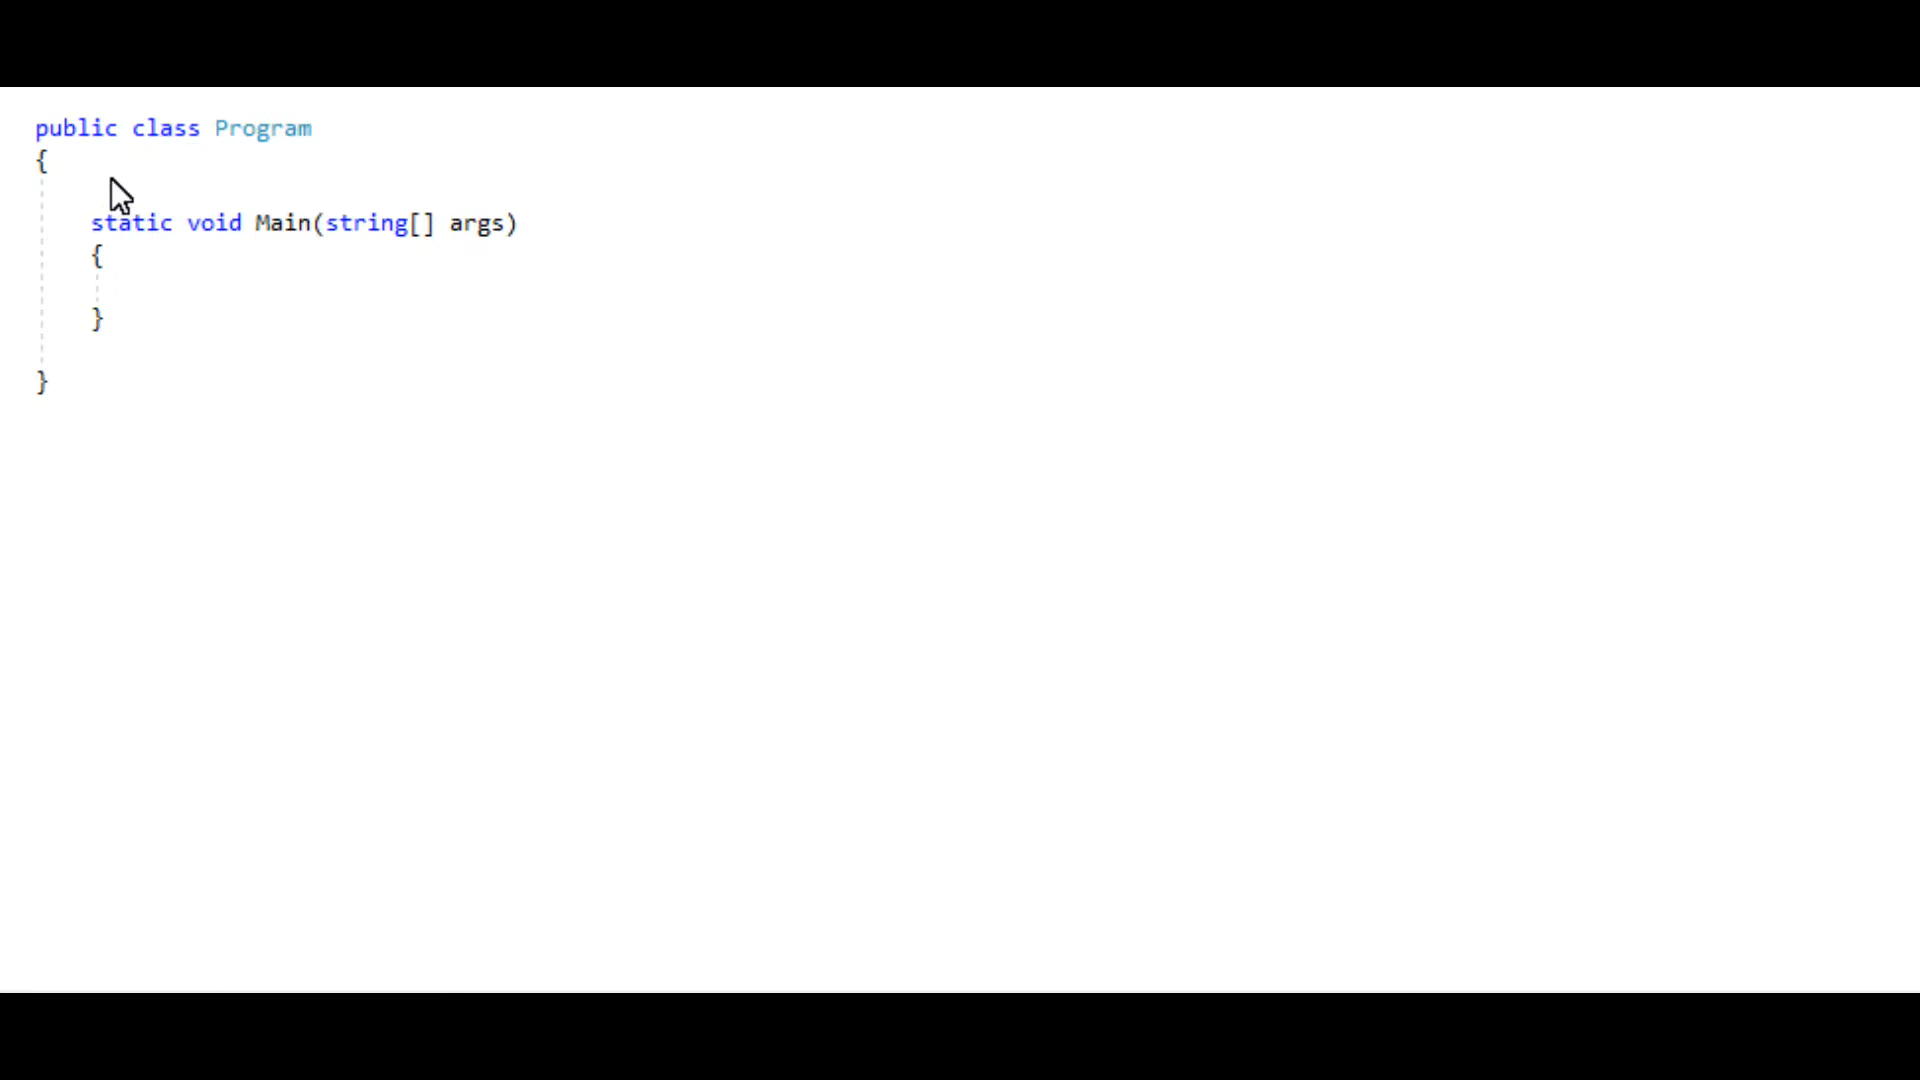 public class Program
{
static void Main(string[] args)
{
}
}